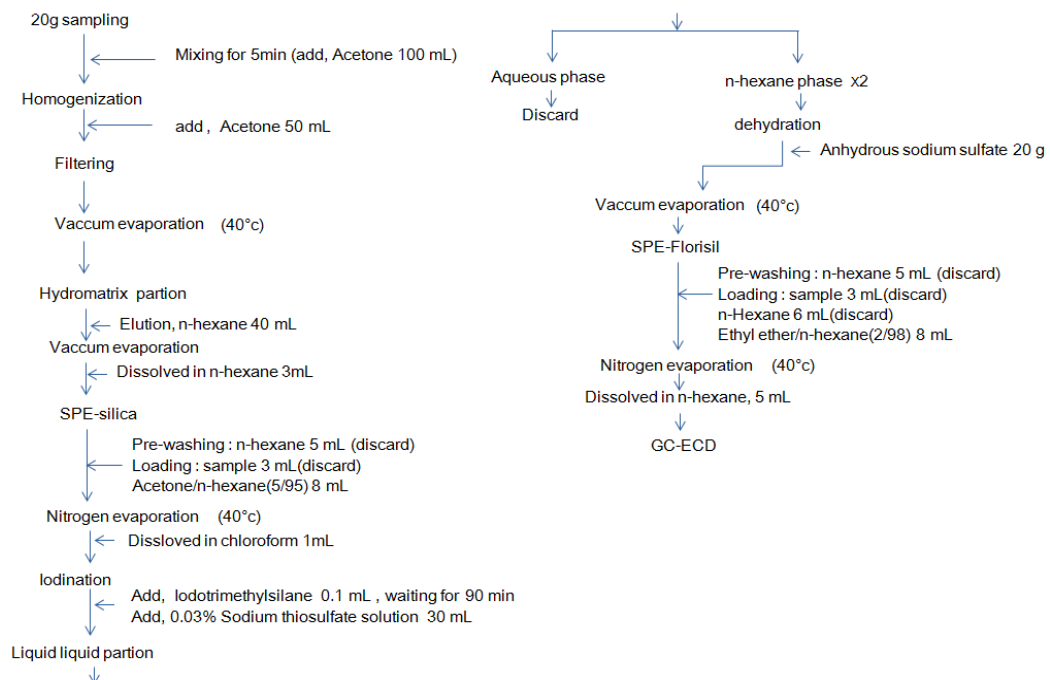 20g sampling
Mixing for 5min (add, Acetone 100 mL)
Homogenization
add , Acetone 50 mL
Filtering
Vaccum evaporation (40°c)
Hydromatrix partion
Elution, n-hexane 40 mL
Vaccum evaporation
Dissolved in n-hexane 3mL
SPE-silica
Pre-washing : n-hexane 5 mL (discard)
Loading : sample 3 mL(discard)
Acetone/n-hexane(5/95) 8 mL
Nitrogen evaporation (40°c)
Dissloved in chloroform 1mL
Iodination
Add, Iodotrimethylsilane 0.1 mL , waiting for 90 min
Add, 0.03% Sodium thiosulfate solution 30 mL
Liquid liquid partion
Aqueous phase
Discard
n-hexane phase X2
dehydration
Anhydrous sodium sulfate 20 g
Vaccum evaporation (40°c)
SPE-Florisil
Pre-washing : n-hexane 5 mL (discard)
Loading : sample 3 mL(discard)
n-Hexane 6 mL(discard)
Ethyl ether/n-hexane(2/98) 8 mL
Nitrogen evaporation (40°c)
Dissolved in n-hexane, 5 mL
GC-ECD